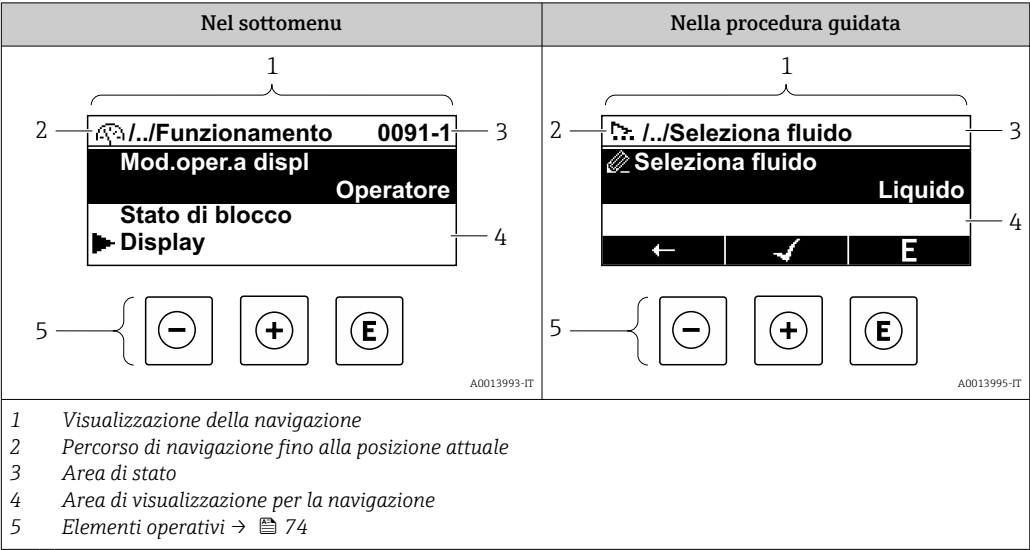 Nel sottomenu
Nella procedura guidata
1
2
/../Funzionamento 0091-1
3
Mod.oper.a displ
Operatore
Stato di blocco
Display
4
5
- + E
A0013993-IT
1
2
/../Seleziona fluido
3
Seleziona fluido
Liquido
4
← ✓ E
5
- + E
A0013995-IT
1 Visualizzazione della navigazione
2 Percorso di navigazione fino alla posizione attuale
3 Area di stato
4 Area di visualizzazione per la navigazione
5 Elementi operativi → 74